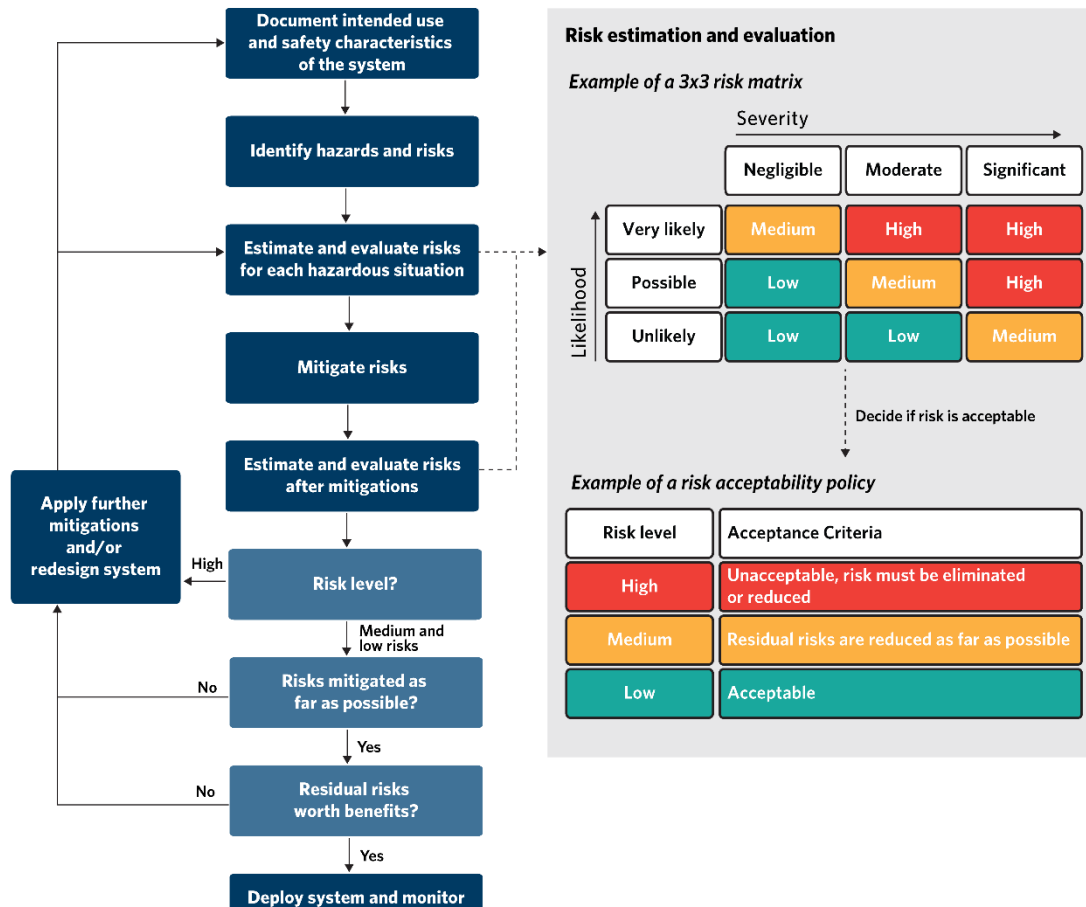 Document intended use
and safety characteristics
of the system
Identify hazards and risks
Estimate and evaluate risks
for each hazardous situation
Mitigate risks
Estimate and evaluate risks
after mitigations
Apply further
mitigations
and/or
redesign system
High
Risk level?
Medium and
low risks
No
Risks mitigated as
far as possible?
Yes
No
Residual risks
worth benefits?
Yes
Deploy system and monitor
Risk estimation and evaluation
Example of a 3x3 risk matrix
Severity
Negligible Moderate Significant
Likelihood
Very likely Medium High High
Possible Low Medium High
Unlikely Low Low Medium
Decide if risk is acceptable
Example of a risk acceptability policy
Risk level Acceptance Criteria
High Unacceptable, risk must be eliminated
or reduced
Medium Residual risks are reduced as far as possible
Low Acceptable